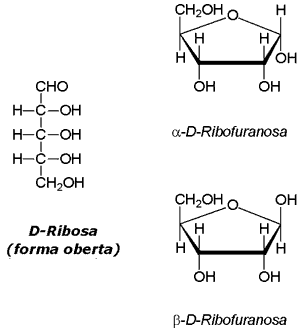 CHO
H–C–OH
H–C–OH
H–C–OH
CH₂OH
D-Ribosa
(forma oberta)
CH₂OH O H
H H
H OH
OH OH
α-D-Ribofuranosa
CH₂OH O OH
H H
H H
OH OH
β-D-Ribofuranosa